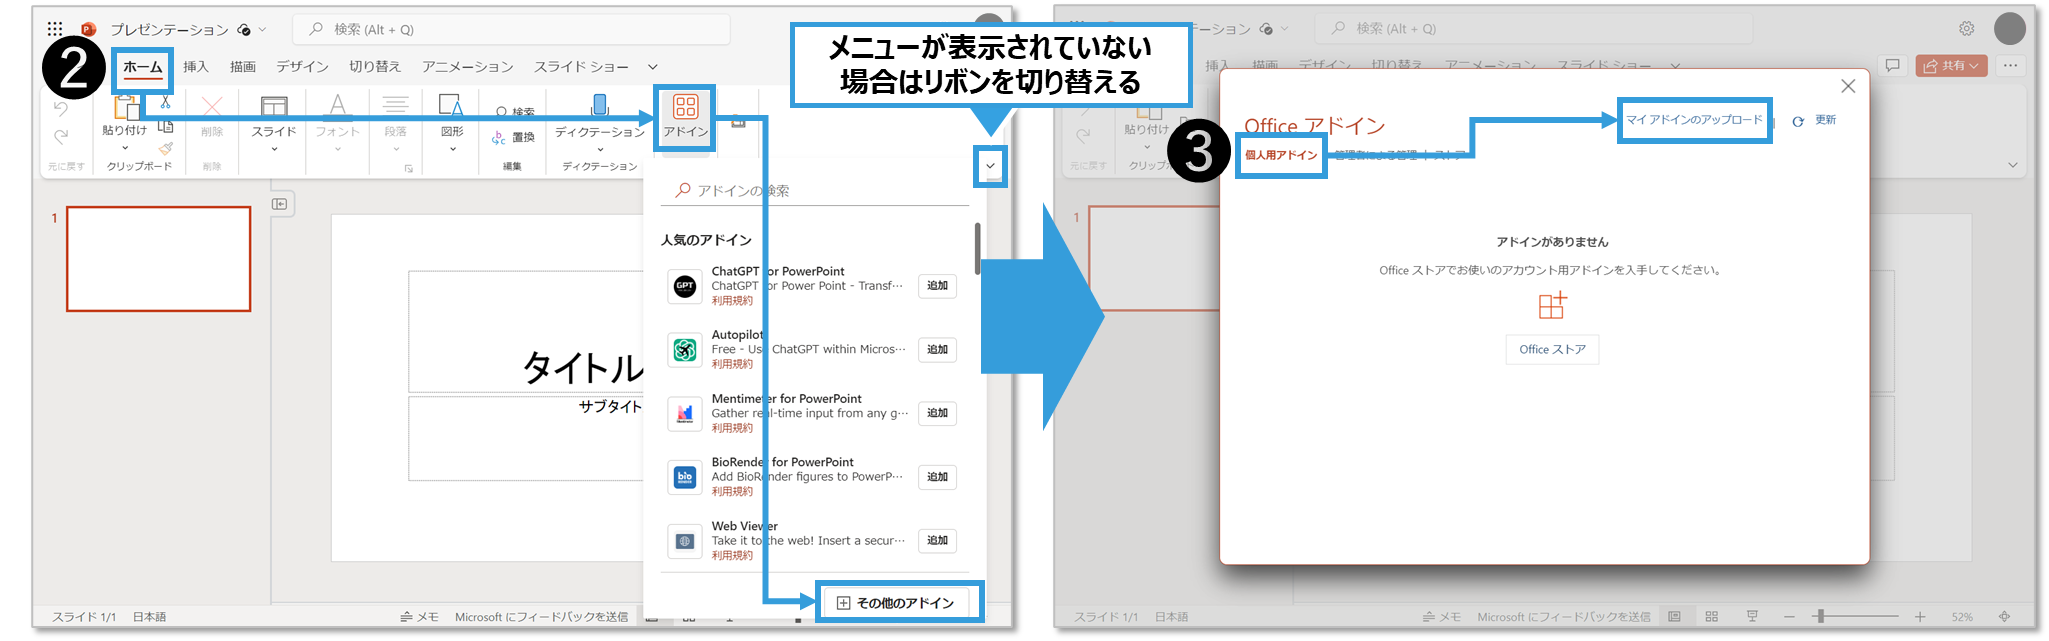 プレゼンテーション
検索 (Alt + Q)
2
ホーム
挿入
描画
デザイン
切り替え
アニメーション
スライド ショー
メニューが表示されていない
場合はリボンを切り替える
貼り付け
削除
スライド
フォント
段落
図形
検索
置換
ディクテーション
アドイン
元に戻す
クリップボード
削除
編集
ディクテーション
アドインの検索
1
人気のアドイン
ChatGPT for PowerPoint
ChatGPT for Power Point - Transf…
利用規約
追加
Autopilot
Free - Use ChatGPT within Micros…
利用規約
追加
Mentimeter for PowerPoint
Gather real-time input from any g…
利用規約
追加
BioRender for PowerPoint
Add BioRender figures to PowerP…
利用規約
追加
Web Viewer
Take it to the web! Insert a secur…
利用規約
追加
タイトル
サブタイト
その他のアドイン
スライド 1/1
日本語
メモ
Microsoft にフィードバックを送信
ーション
検索 (Alt + Q)
挿入
描画
デザイン
切り替え
アニメーション
スライド ショー
共有
貼り付け
元に戻す
クリップ
3
Office アドイン
個人用アドイン
管理者による管理 | ストア
マイ アドインのアップロード
更新
1
アドインがありません
Office ストアでお使いのアカウント用アドインを入手してください。
Office ストア
スライド 1/1
日本語
メモ
Microsoft にフィードバックを送信
52%